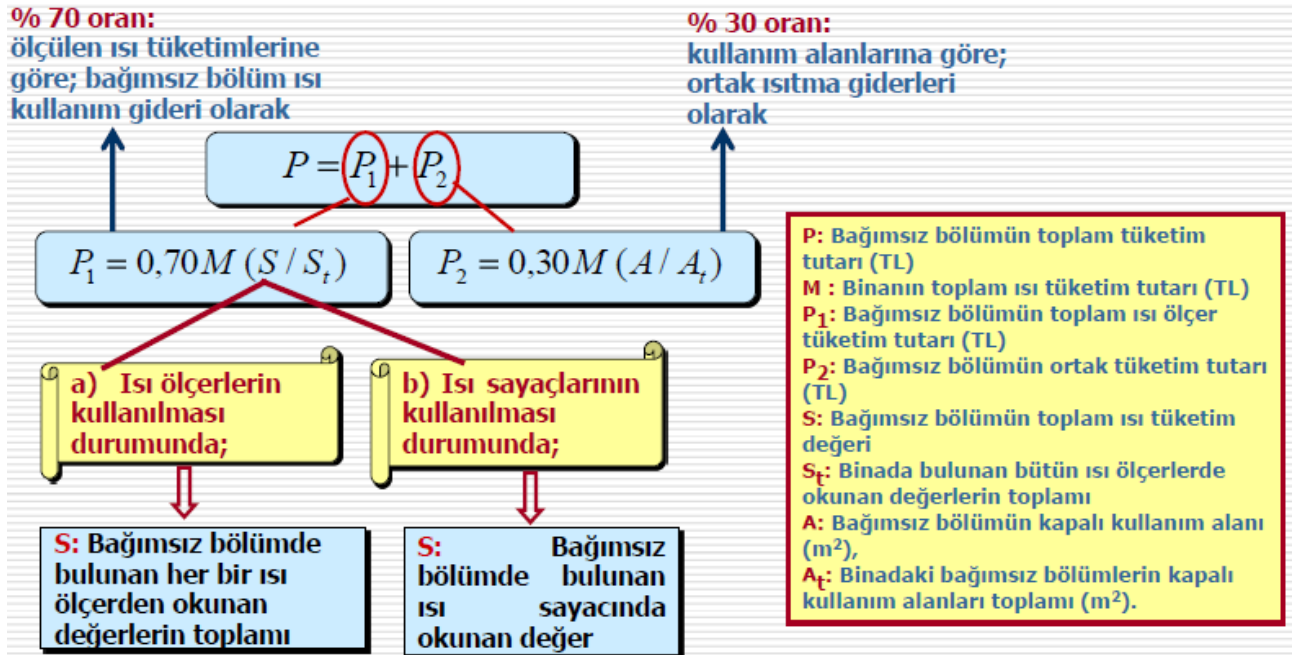 % 70 oran:
ölçülen ısı tüketimlerine
göre; bağımsız bölüm ısı
kullanım gideri olarak
% 30 oran:
kullanım alanlarına göre;
ortak ısıtma giderleri
olarak
P = P₁ + P₂
P₁ = 0,70 M (S / Sₜ)
P₂ = 0,30 M (A / Aₜ)
a) Isı ölçerlerin
kullanılması
durumunda;
b) Isı sayaçlarının
kullanılması
durumunda;
S: Bağımsız bölümde
bulunan her bir ısı
ölçerden okunan
değerlerin toplamı
S: Bağımsız
bölümde bulunan
ısı sayacında
okunan değer
P: Bağımsız bölümün toplam tüketim
tutarı (TL)
M : Binanın toplam ısı tüketim tutarı (TL)
P₁: Bağımsız bölümün toplam ısı ölçer
tüketim tutarı (TL)
P₂: Bağımsız bölümün ortak tüketim tutarı
(TL)
S: Bağımsız bölümün toplam ısı tüketim
değeri
Sₜ: Binada bulunan bütün ısı ölçerlerde
okunan değerlerin toplamı
A: Bağımsız bölümün kapalı kullanım alanı
(m²),
Aₜ: Binadaki bağımsız bölümlerin kapalı
kullanım alanları toplamı (m²).